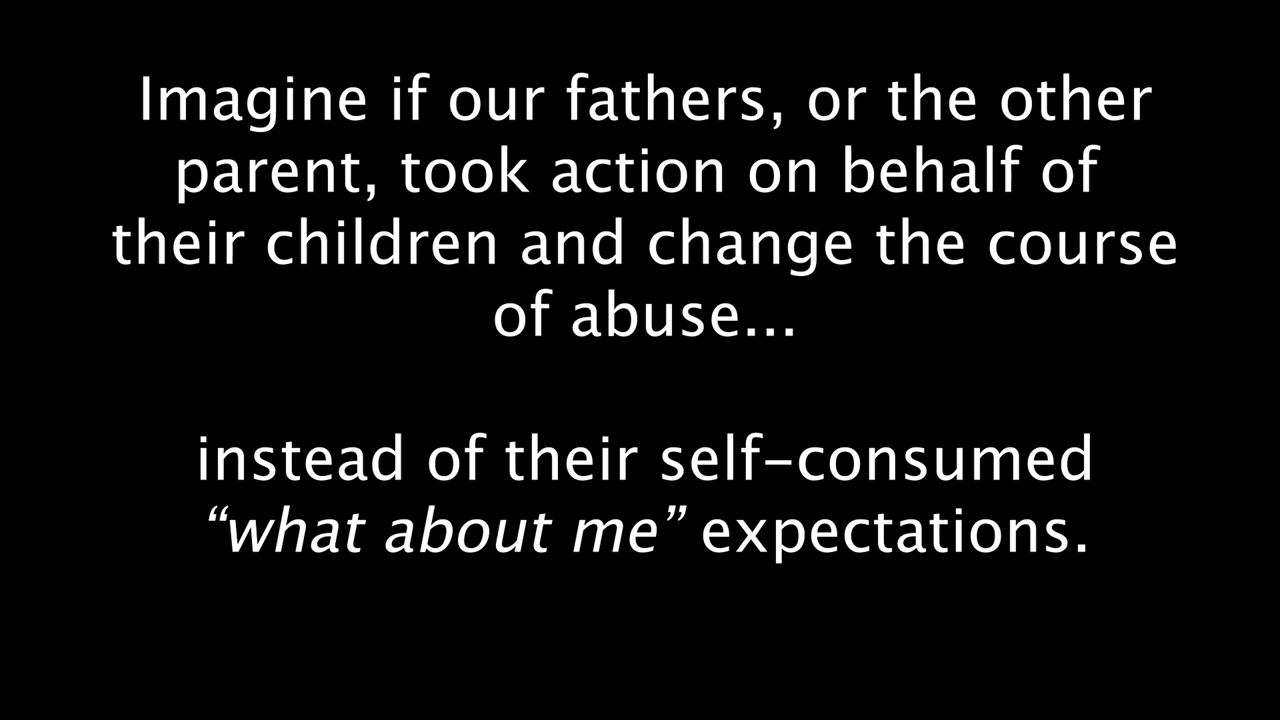 Imagine if our fathers, or the other
parent, took action on behalf of
their children and change the course
of abuse...
instead of their self-consumed
“what about me” expectations.